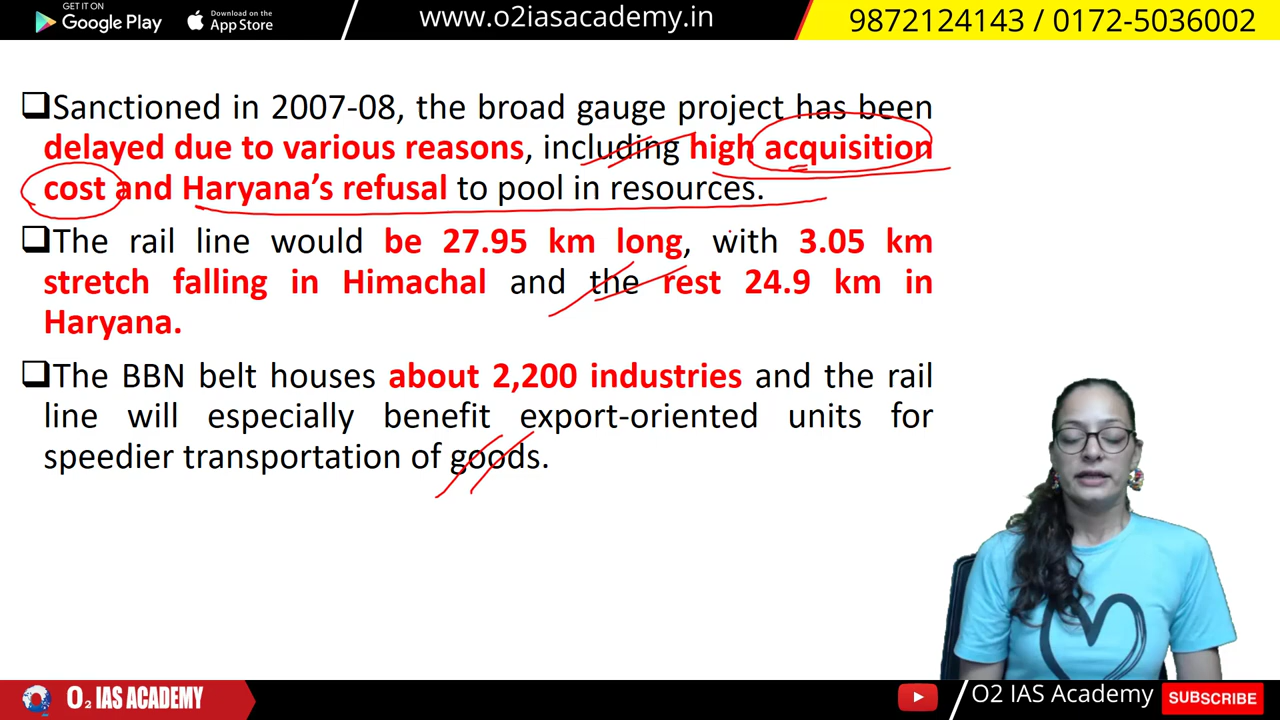 GET IT ON
Google Play
Download on the
App Store
www.o2iasacademy.in
9872124143 / 0172-5036002
❑Sanctioned in 2007-08, the broad gauge project has been
delayed due to various reasons, including high acquisition
cost and Haryana’s refusal to pool in resources.
❑The rail line would be 27.95 km long, with 3.05 km
stretch falling in Himachal and the rest 24.9 km in
Haryana.
❑The BBN belt houses about 2,200 industries and the rail
line will especially benefit export-oriented units for
speedier transportation of goods.
O2 IAS ACADEMY
O2 IAS Academy
SUBSCRIBE